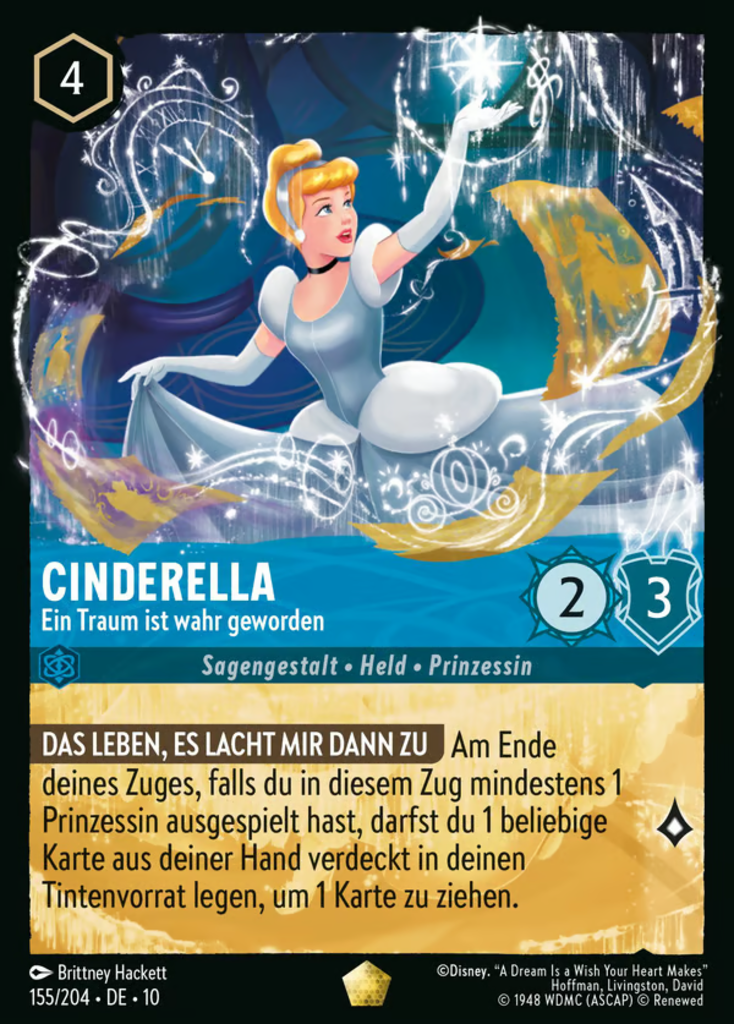 4
CINDERELLA
Ein Traum ist wahr geworden
2
3
Sagengestalt • Held • Prinzessin
DAS LEBEN, ES LACHT MIR DANN ZU Am Ende
deines Zuges, falls du in diesem Zug mindestens 1
Prinzessin ausgespielt hast, darfst du 1 beliebige
Karte aus deiner Hand verdeckt in deinen
Tintenvorrat legen, um 1 Karte zu ziehen.
Brittney Hackett
155/204 • DE • 10
©Disney. “A Dream Is a Wish Your Heart Makes”
Hoffman, Livingston, David
© 1948 WDMC (ASCAP) © Renewed